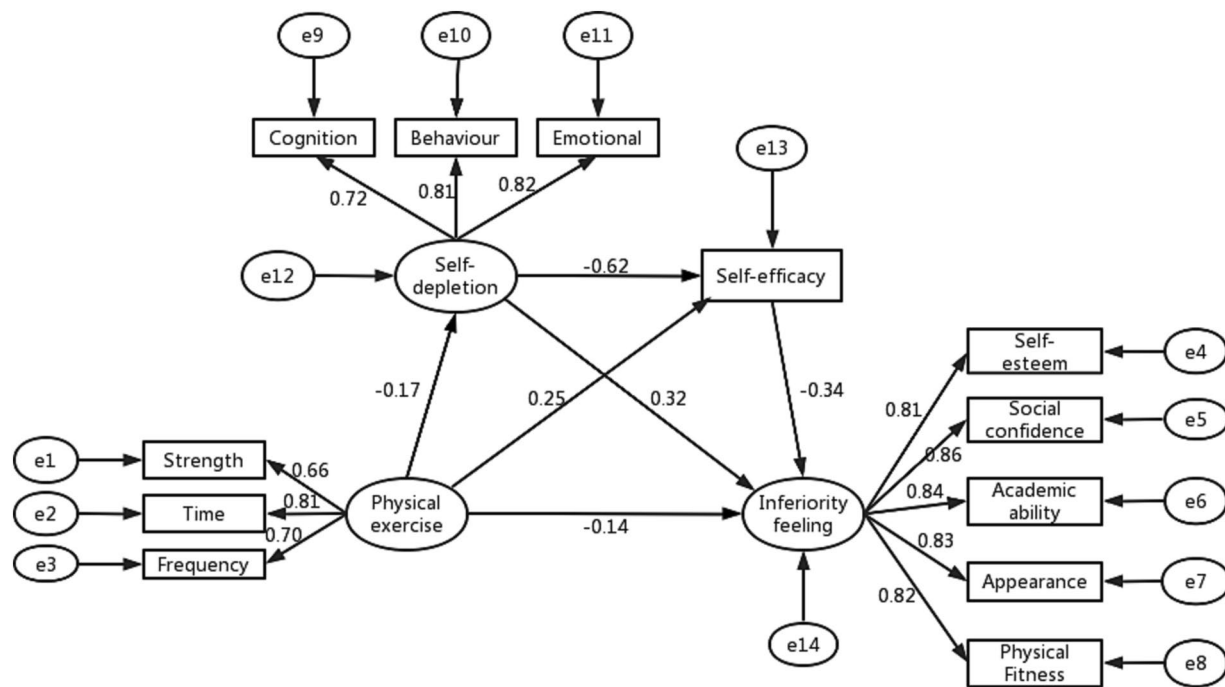 e9
e10
e11
Cognition
Behaviour
Emotional
e13
0.72
0.81
0.82
e12
Self-
depletion
-0.62
Self-efficacy
-0.17
0.25
0.32
-0.34
Self-
esteem
e4
0.81
Social
confidence
e5
0.86
e1
Strength
0.66
e2
Time
0.81
e3
Frequency
0.70
Physical
exercise
-0.14
Inferiority
feeling
0.84
Academic
ability
e6
0.83
Appearance
e7
0.82
e14
Physical
Fitness
e8